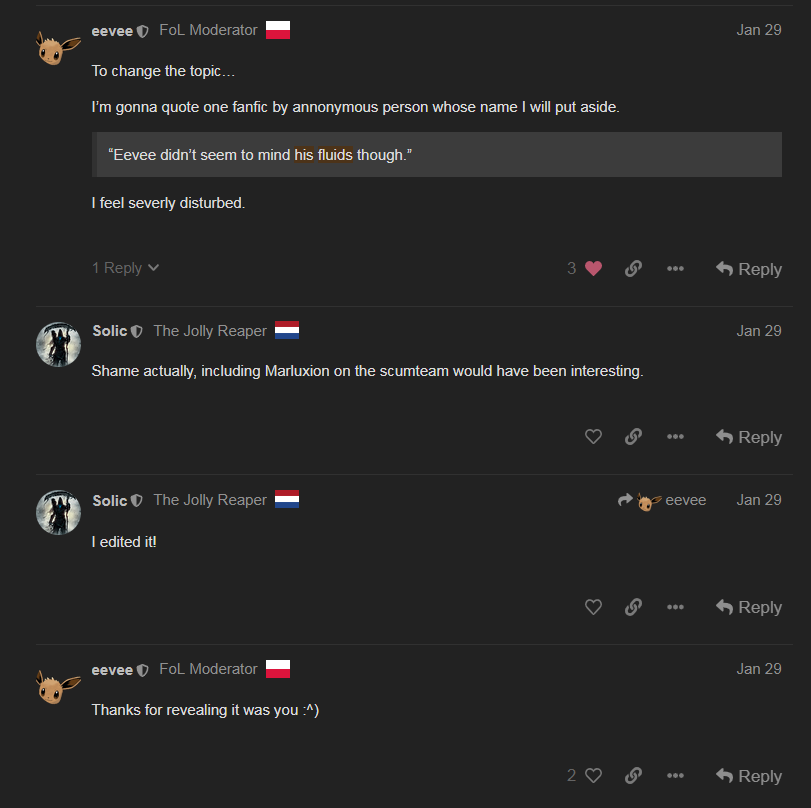 eevee FoL Moderator Jan 29
To change the topic…
I’m gonna quote one fanfic by annonymous person whose name I will put aside.
“Eevee didn’t seem to mind his fluids though.”
I feel severly disturbed.
1 Reply 3 Reply
Solic The Jolly Reaper Jan 29
Shame actually, including Marluxion on the scumteam would have been interesting.
Reply
Solic The Jolly Reaper eevee Jan 29
I edited it!
Reply
eevee FoL Moderator Jan 29
Thanks for revealing it was you :^)
2 Reply